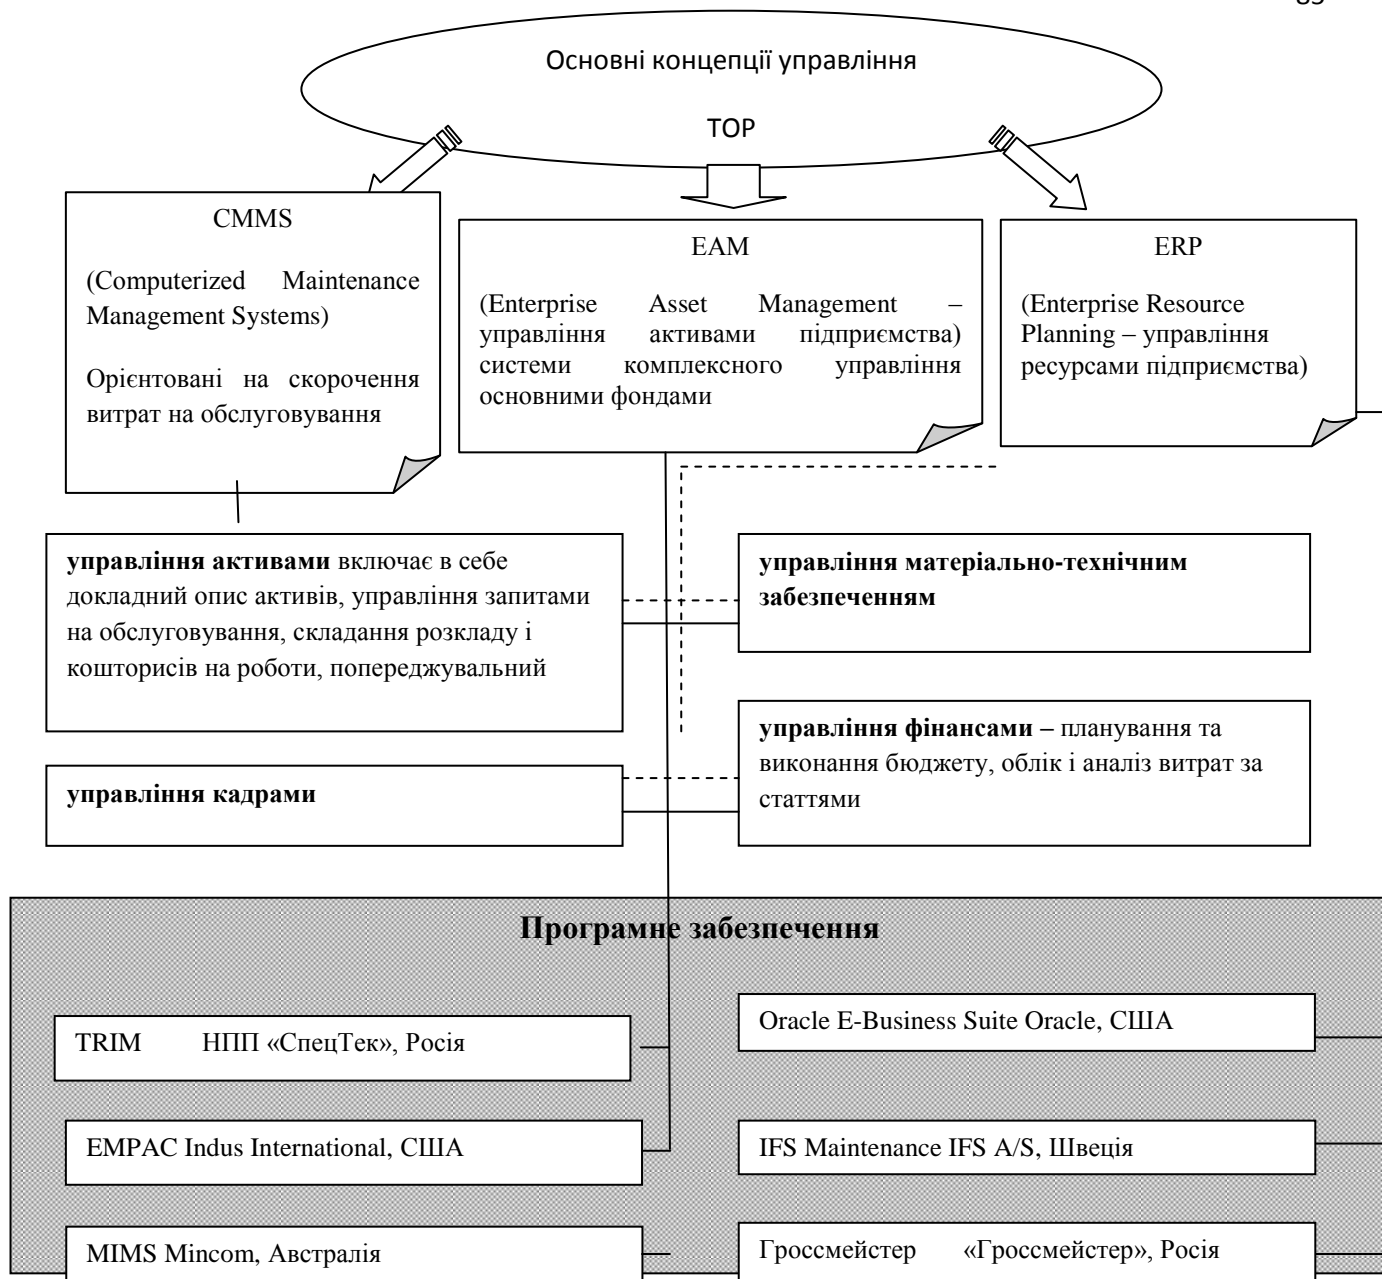 Основні концепції управління
ТОР
CMMS
(Computerized Maintenance
Management Systems)
Орієнтовані на скорочення
витрат на обслуговування
EAM
(Enterprise Asset Management –
управління активами підприємства)
системи комплексного управління
основними фондами
ERP
(Enterprise Resource
Planning – управління
ресурсами підприємства)
управління активами включає в себе
докладний опис активів, управління запитами
на обслуговування, складання розкладу і
кошторисів на роботи, попереджувальний
управління матеріально-технічним
забезпеченням
управління фінансами – планування та
виконання бюджету, облік і аналіз витрат за
статтями
управління кадрами
Програмне забезпечення
TRIM НПП «СпецТек», Росія
Oracle E-Business Suite Oracle, США
EMPAC Indus International, США
IFS Maintenance IFS A/S, Швеція
MIMS Mincom, Австралія
Гроссмейстер «Гроссмейстер», Росія